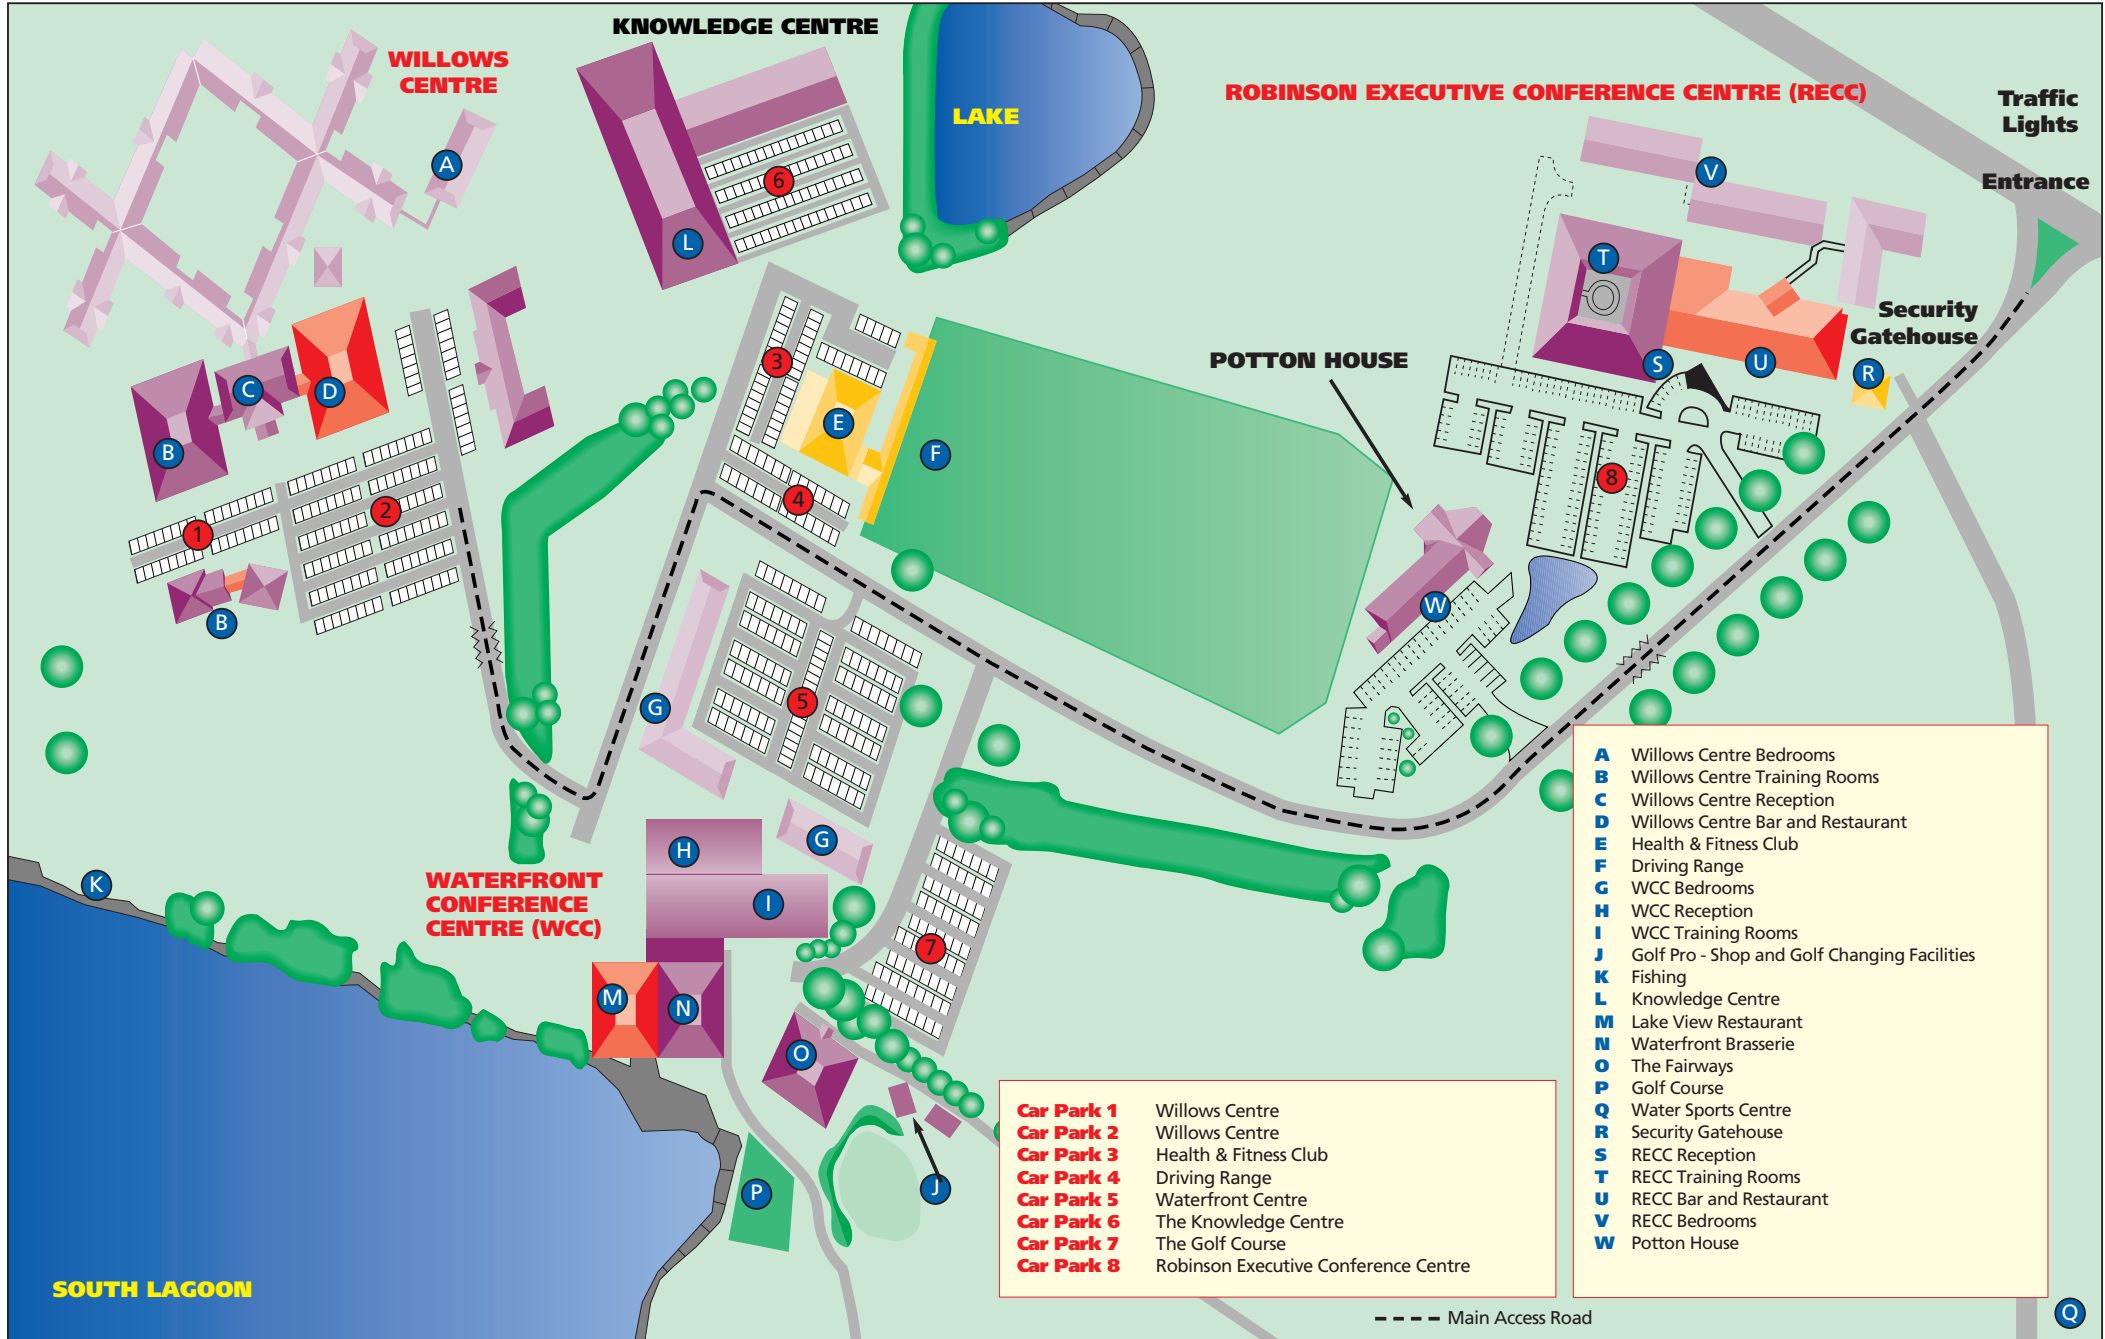 KNOWLEDGE CENTRE
WILLOWS
CENTRE
LAKE
ROBINSON EXECUTIVE CONFERENCE CENTRE (RECC)
Traffic
Lights
Entrance
A
6
L
V
T
Security
Gatehouse
POTTON HOUSE
3
C
D
E
F
S
U
R
B
2
1
4
8
B
W
G
5
H
G
K
WATERFRONT
CONFERENCE
CENTRE (WCC)
I
7
M
N
O
P
J
SOUTH LAGOON
A Willows Centre Bedrooms
B Willows Centre Training Rooms
C Willows Centre Reception
D Willows Centre Bar and Restaurant
E Health & Fitness Club
F Driving Range
G WCC Bedrooms
H WCC Reception
I WCC Training Rooms
J Golf Pro - Shop and Golf Changing Facilities
K Fishing
L Knowledge Centre
M Lake View Restaurant
N Waterfront Brasserie
O The Fairways
P Golf Course
Q Water Sports Centre
R Security Gatehouse
S RECC Reception
T RECC Training Rooms
U RECC Bar and Restaurant
V RECC Bedrooms
W Potton House
Car Park 1 Willows Centre
Car Park 2 Willows Centre
Car Park 3 Health & Fitness Club
Car Park 4 Driving Range
Car Park 5 Waterfront Centre
Car Park 6 The Knowledge Centre
Car Park 7 The Golf Course
Car Park 8 Robinson Executive Conference Centre
Main Access Road
Q